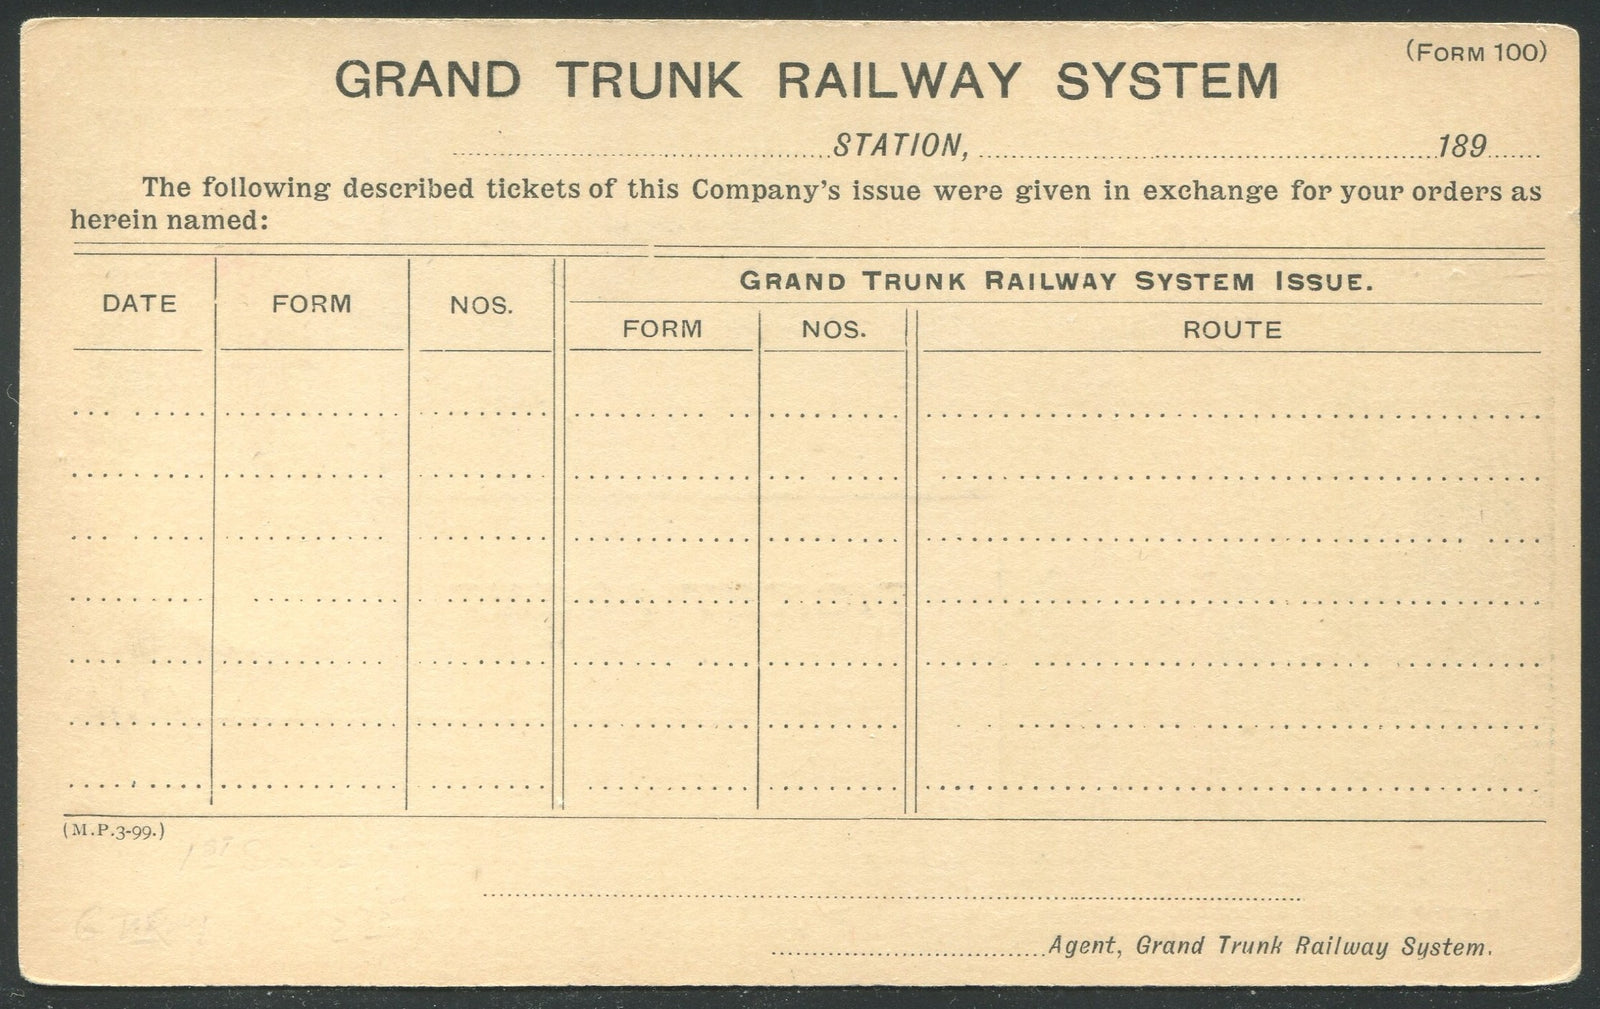 (FORM 100)
GRAND TRUNK RAILWAY SYSTEM
STATION, 189
The following described tickets of this Company's issue were given in exchange for your orders as
herein named:
GRAND TRUNK RAILWAY SYSTEM ISSUE.
DATE FORM NOS. FORM NOS. ROUTE
(M.P.3-99.)
1ST
Agent, Grand Trunk Railway System.